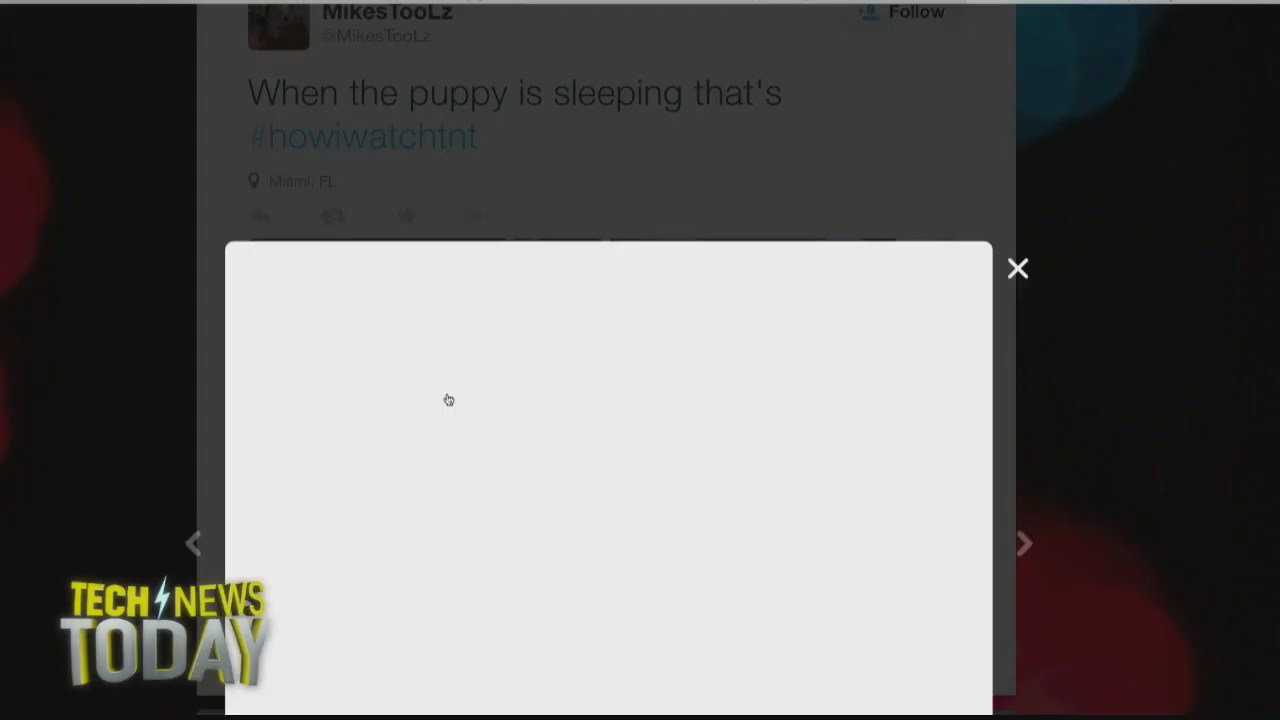 MikesTooLz
@MikesTooLz
Follow
When the puppy is sleeping that's
#howiwatchtnt
Miami, FL
TECH NEWS
TODAY